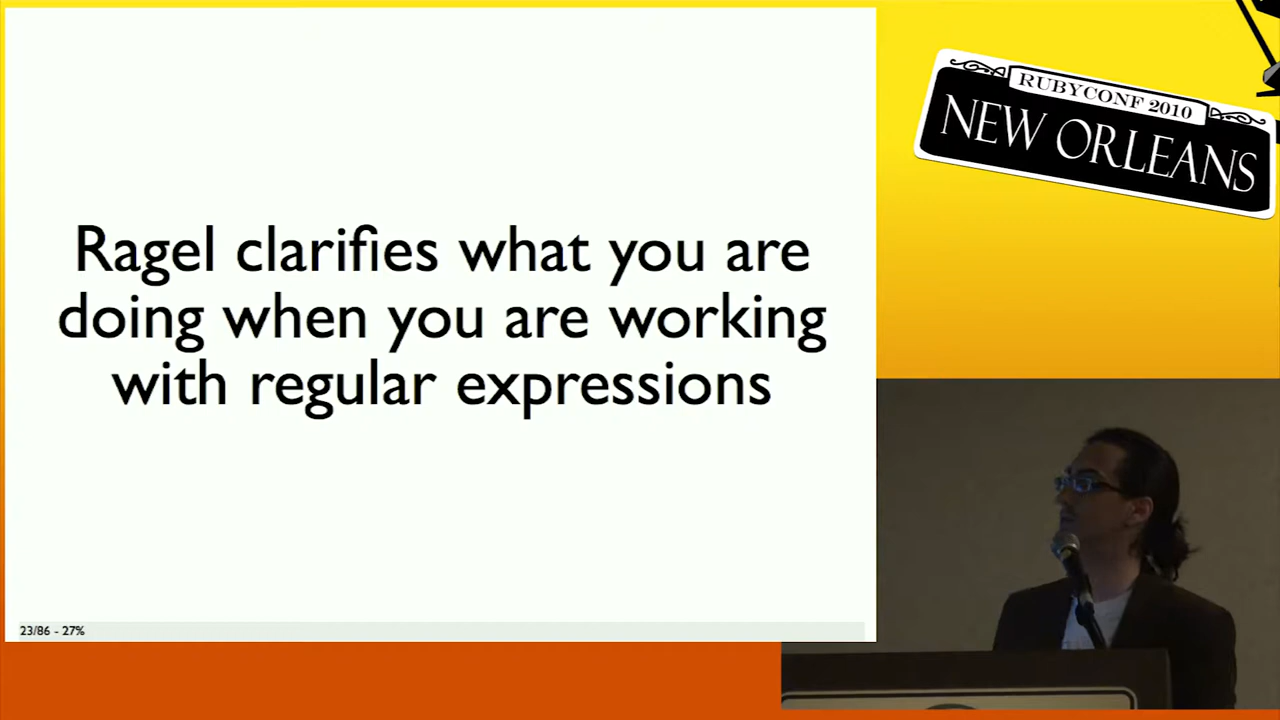 Ragel clarifies what you are
doing when you are working
with regular expressions
23/86 - 27%
RUBYCONF 2010
NEW ORLEANS